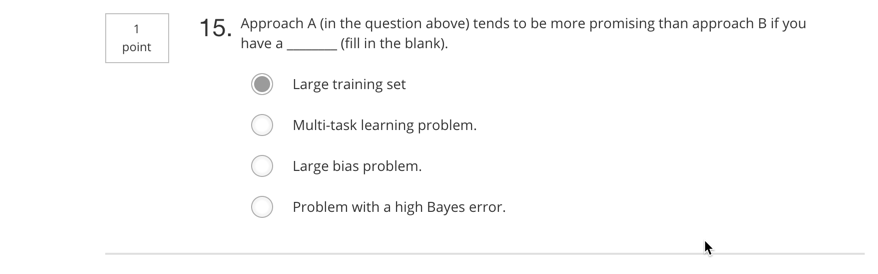 1
point
15. Approach A (in the question above) tends to be more promising than approach B if you
have a _______ (fill in the blank).
Large training set
Multi-task learning problem.
Large bias problem.
Problem with a high Bayes error.